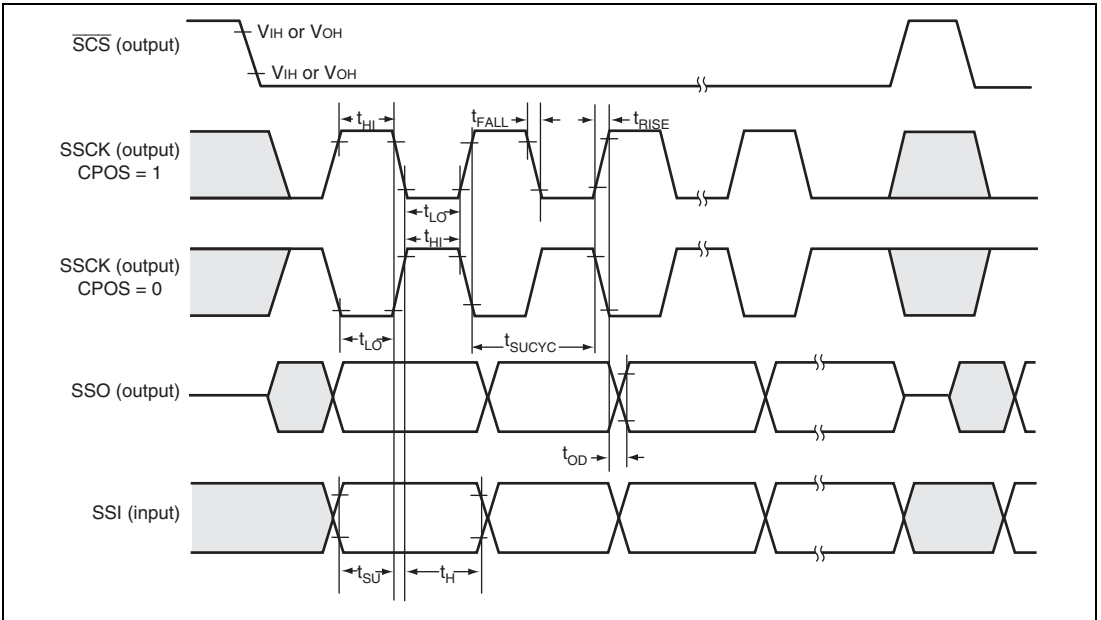 SCS (output)
VIH or VOH
VIH or VOH
tHI
tFALL
tRISE
SSCK (output)
CPOS = 1
tLO
tHI
SSCK (output)
CPOS = 0
tLO
tSUCYC
SSO (output)
tOD
SSI (input)
tSU
tH